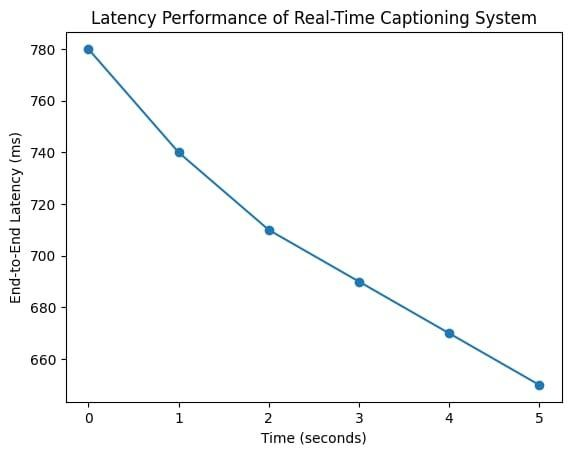 Latency Performance of Real-Time Captioning System
780
760
740
720
700
680
660
End-to-End Latency (ms)
0 1 2 3 4 5
Time (seconds)